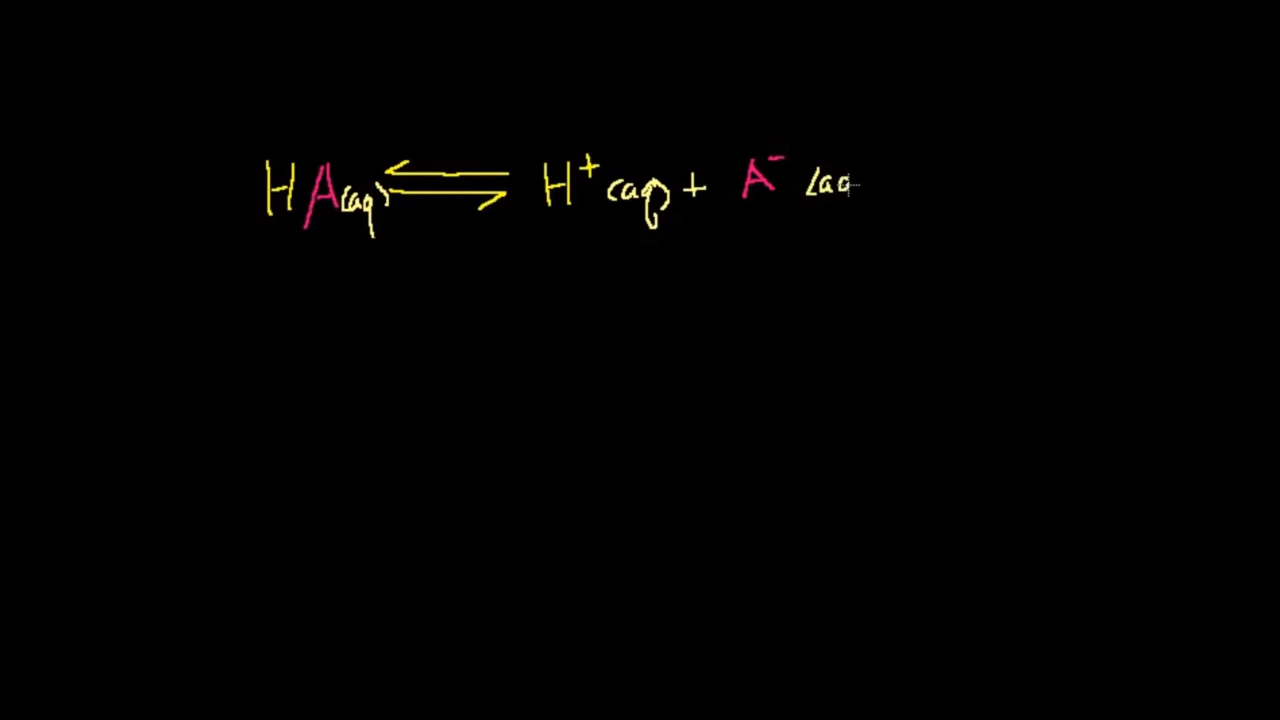 HA(aq) ⇌ H⁺ (aq) + A⁻ (aq